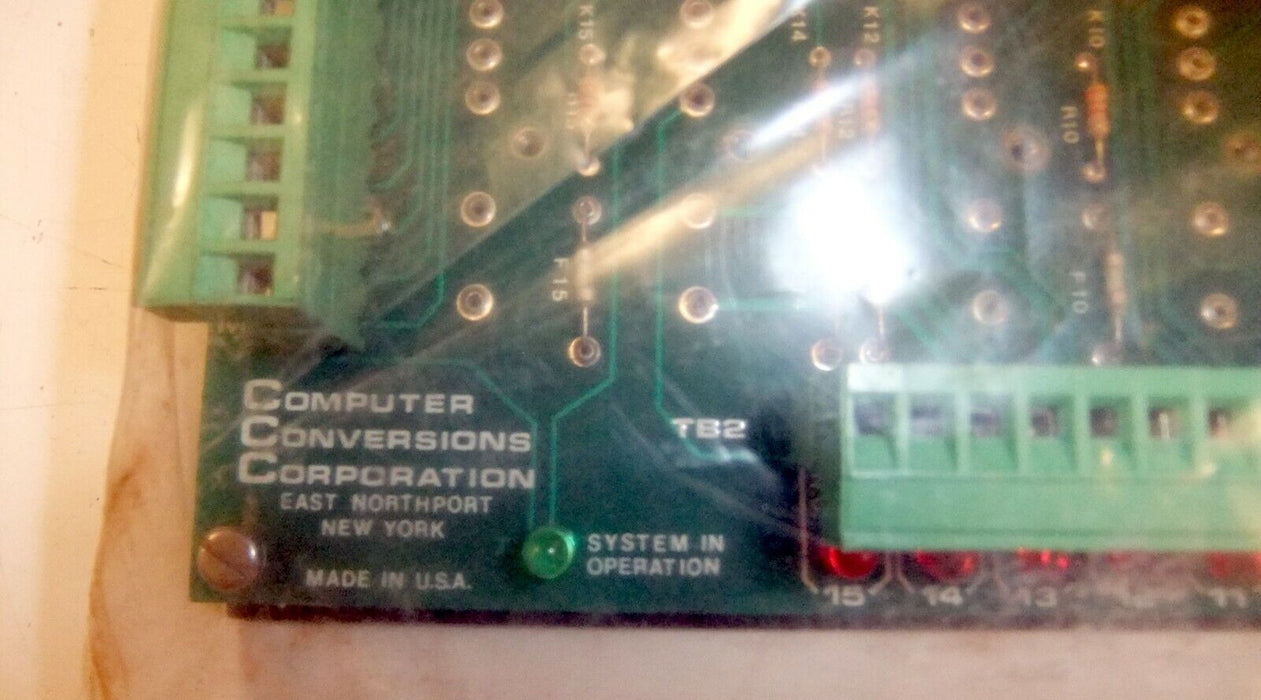 K15
K14
K12
K10
R12
R10
F15
F10
COMPUTER
CONVERSIONS
CORPORATION
EAST NORTHPORT
NEW YORK
MADE IN U.S.A.
SYSTEM IN
OPERATION
TB2
15
14
13
11